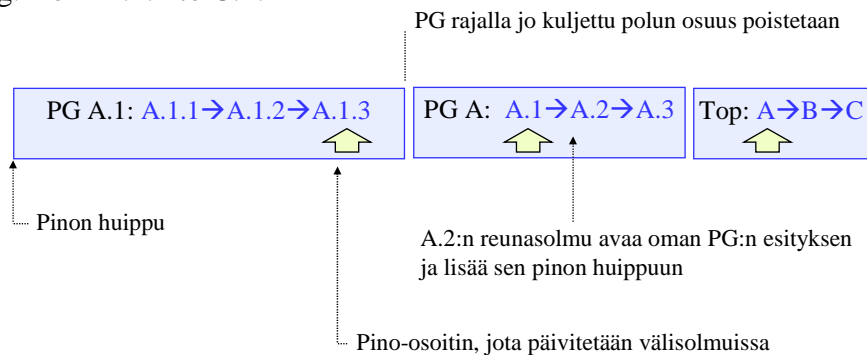 PG rajalla jo kuljettu polun osuus poistetaan
PG A.1: A.1.1→A.1.2→A.1.3
PG A: A.1→A.2→A.3
Top: A→B→C
Pinon huippu
A.2:n reunasolmu avaa oman PG:n esityksen
ja lisää sen pinon huippuun
Pino-osoitin, jota päivitetään välisolmuissa